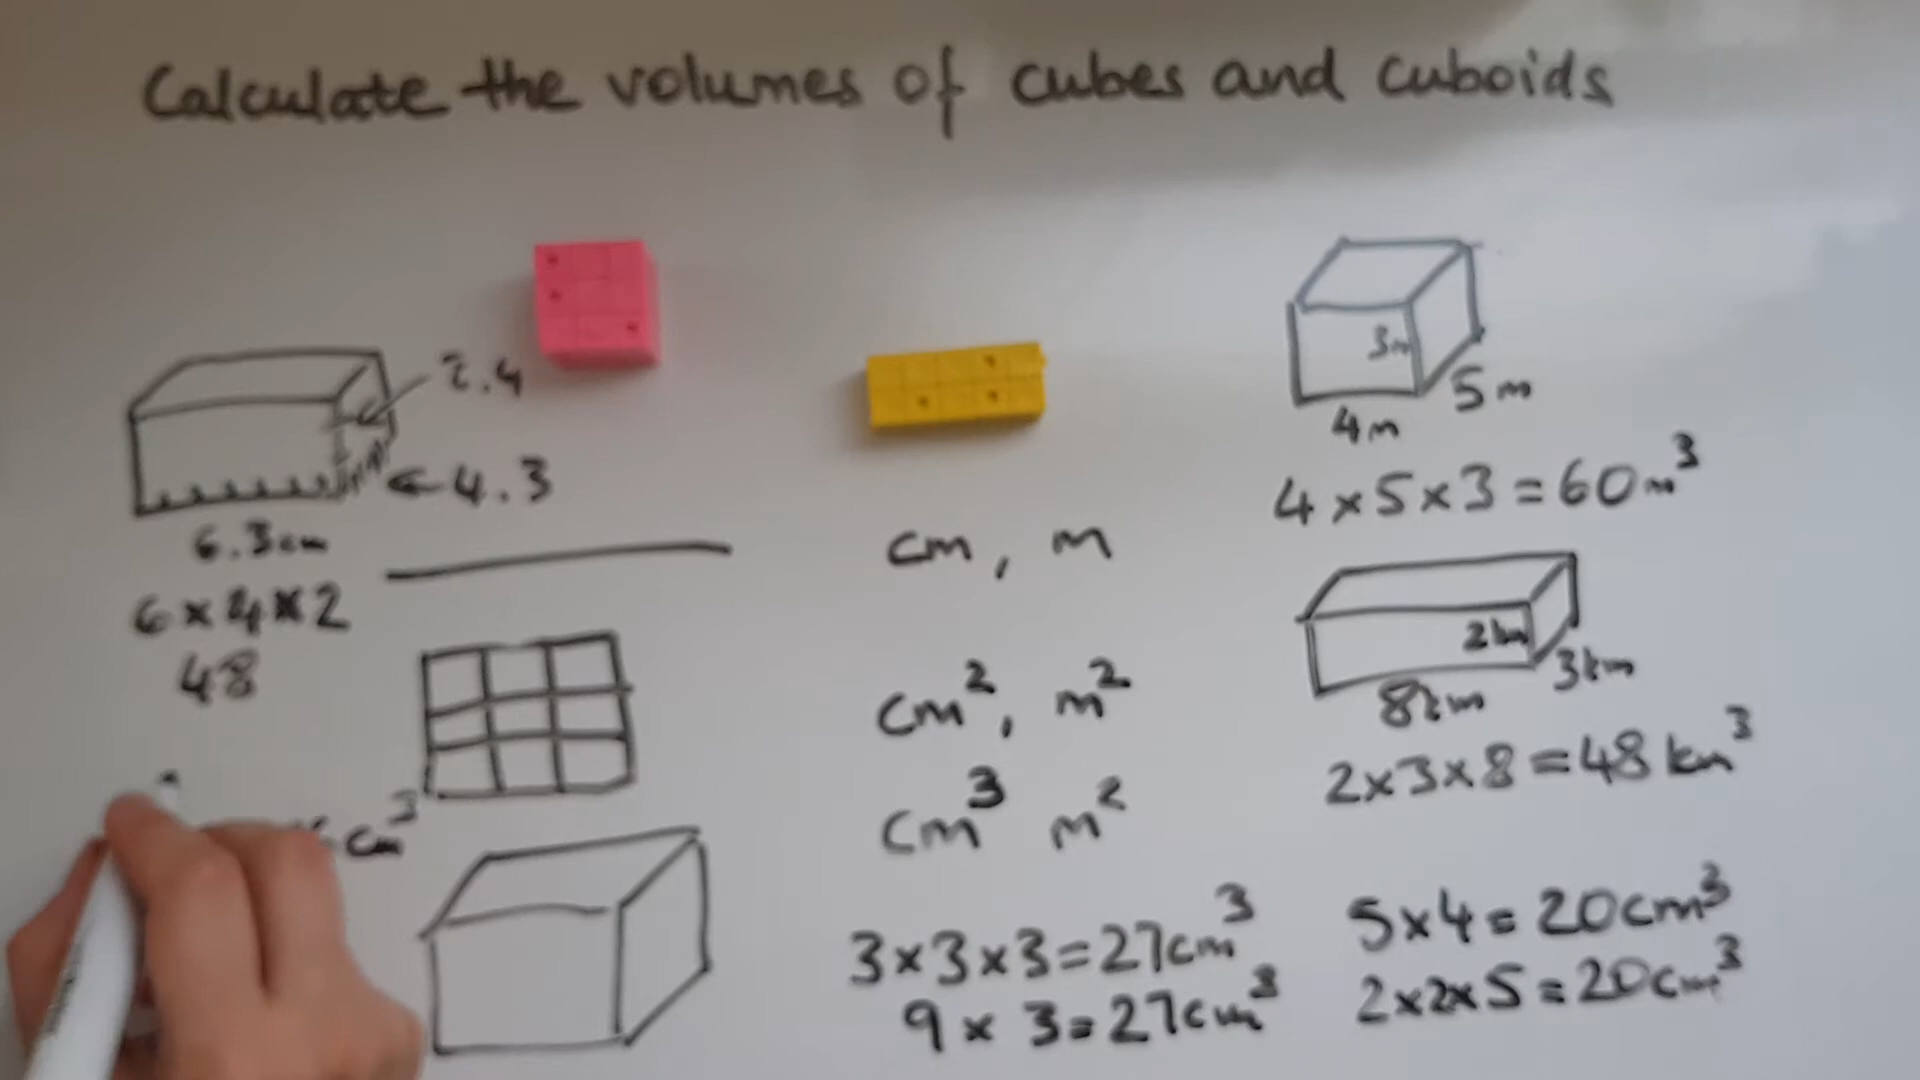 Calculate the volumes of cubes and cuboids
2.4
4.3
6.3cm
6×4×2
48
cm³
cm, m
cm², m²
cm³ m²
3×3×3=27cm³
9×3=27cm³
3m
5m
4m
4×5×3=60m³
2km
3km
8km
2×3×8=48km³
5×4=20cm³
2×2×5=20cm³